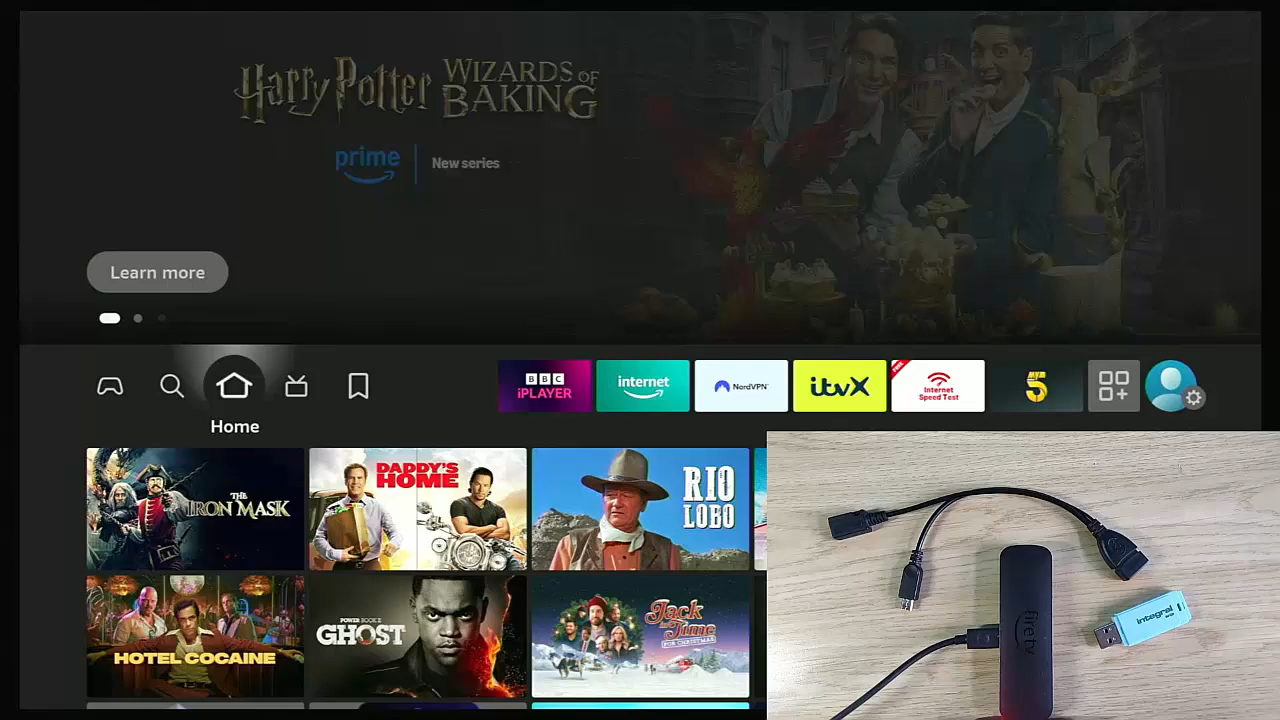 Harry Potter WIZARDS OF
BAKING
prime
New series
Learn more
BBC
iPLAYER
internet
NordVPN
itvX
FREE
Internet
Speed Test
5
Home
THE
IRON MASK
DADDY'S
HOME
RIO
LOBO
HOTEL COCAINE
POWER BOOK II
GHOST
Jack
in Time
FOR CHRISTMAS
fire tv
integral